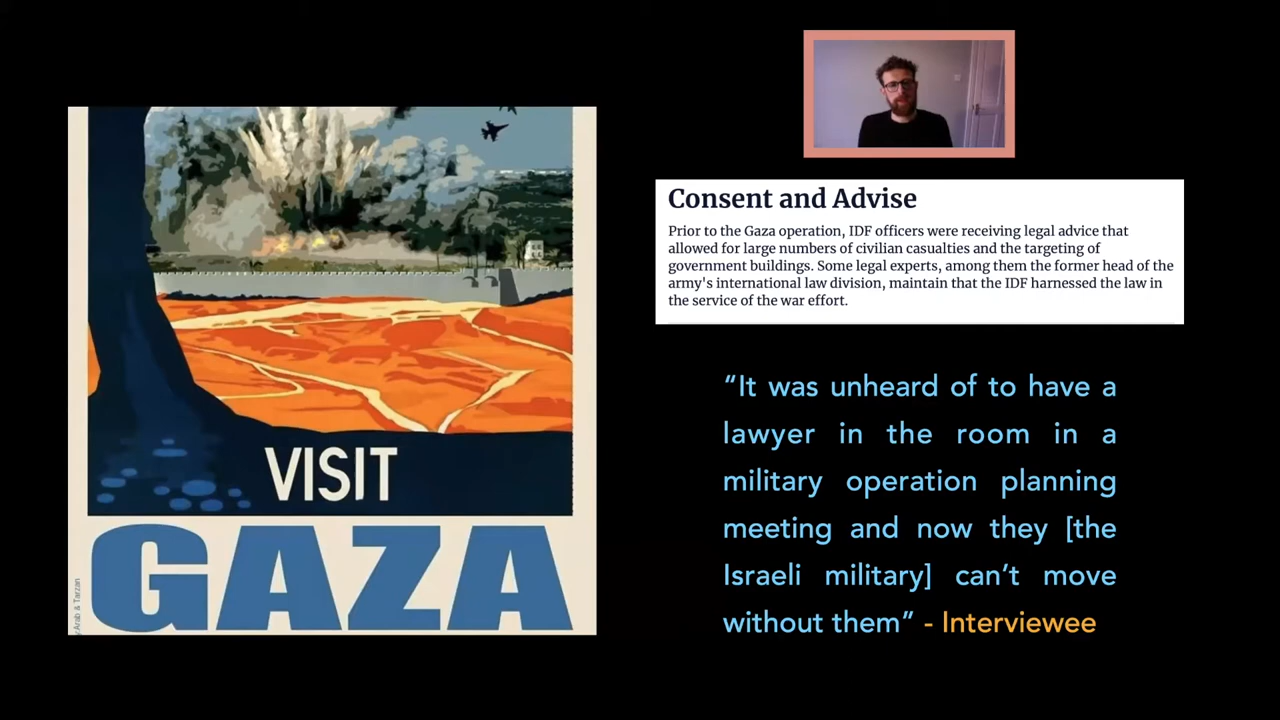 VISIT
GAZA
Arab & Tarzan
Consent and Advise
Prior to the Gaza operation, IDF officers were receiving legal advice that
allowed for large numbers of civilian casualties and the targeting of
government buildings. Some legal experts, among them the former head of the
army's international law division, maintain that the IDF harnessed the law in
the service of the war effort.
“It was unheard of to have a
lawyer in the room in a
military operation planning
meeting and now they [the
Israeli military] can’t move
without them” - Interviewee